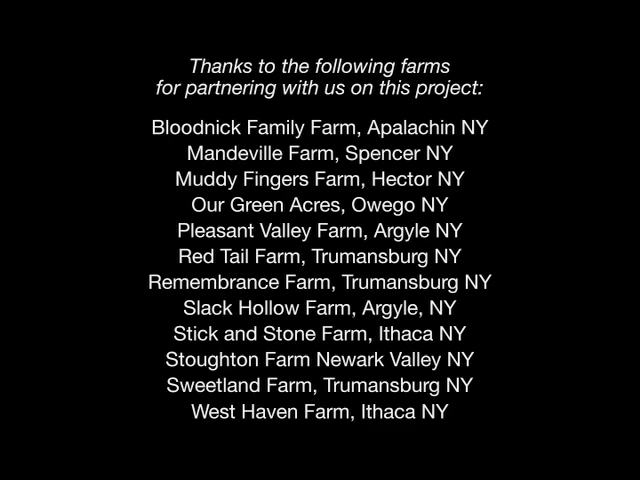 Thanks to the following farms
for partnering with us on this project:
Bloodnick Family Farm, Apalachin NY
Mandeville Farm, Spencer NY
Muddy Fingers Farm, Hector NY
Our Green Acres, Owego NY
Pleasant Valley Farm, Argyle NY
Red Tail Farm, Trumansburg NY
Remembrance Farm, Trumansburg NY
Slack Hollow Farm, Argyle, NY
Stick and Stone Farm, Ithaca NY
Stoughton Farm Newark Valley NY
Sweetland Farm, Trumansburg NY
West Haven Farm, Ithaca NY